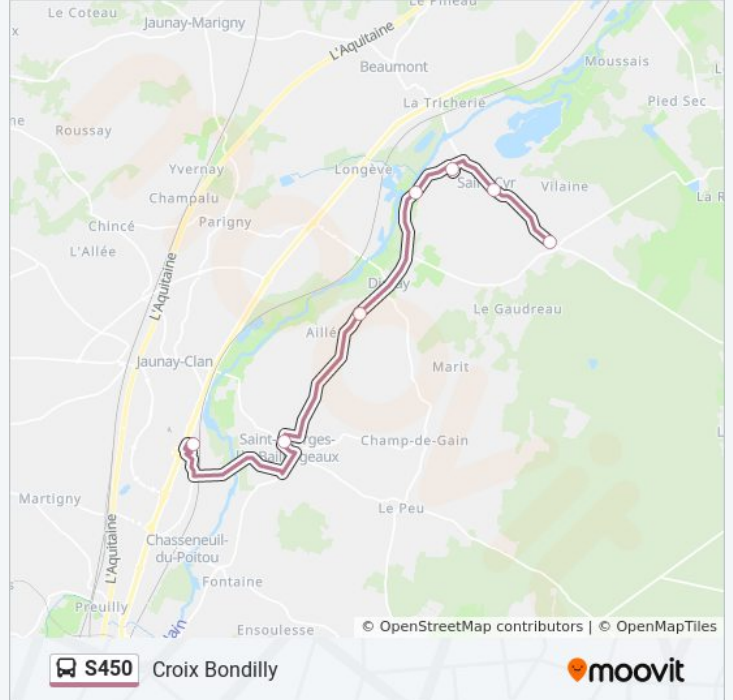 Le Coteau
Jaunay-Marigny
Le Pineau
L'Aquitaine
Beaumont
Moussais
La Tricherie
Pied Sec
Roussay
Yvernay
Longève
Saint-Cyr
Vilaine
La R
Champalu
Chincé
Parigny
L'Allée
L'Aquitaine
Dissay
Le Gaudreau
Aillé
Jaunay-Clan
Marit
Saint-Georges-
lès-Baillargeaux
Champ-de-Gain
Martigny
Le Peu
L'Aquitaine
Chasseneuil-
du-Poitou
Fontaine
Preuilly
lain
Ensoulesse
© OpenStreetMap contributors | © OpenMapTiles
S450 Croix Bondilly
moovit